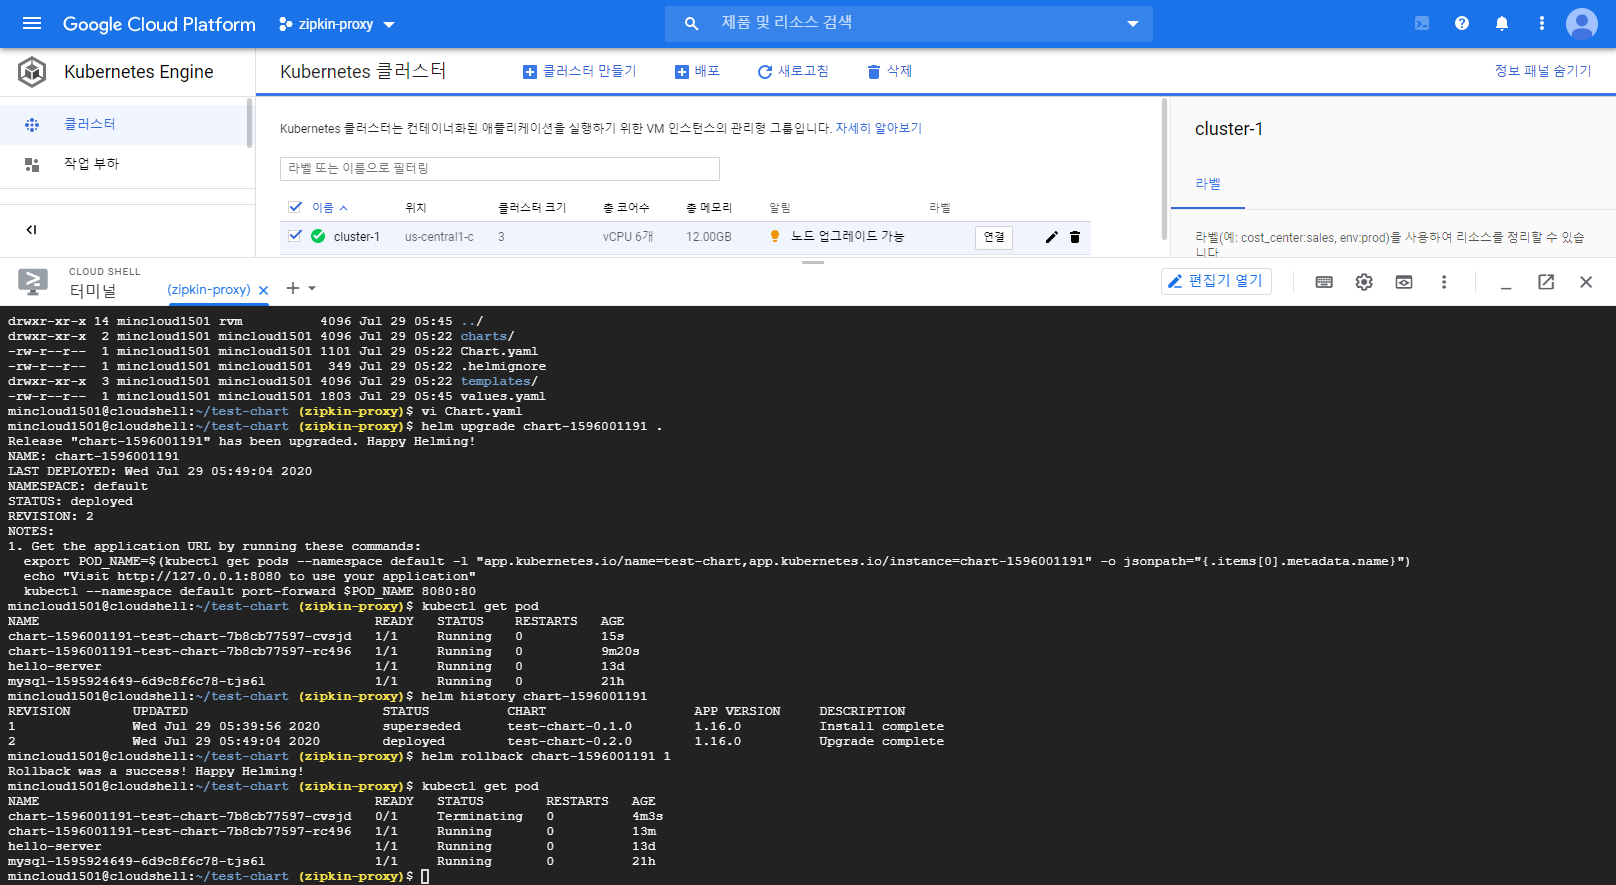 Google Cloud Platform
zipkin-proxy
제품 및 리소스 검색
Kubernetes Engine
Kubernetes 클러스터
클러스터 만들기
배포
새로고침
삭제
정보 패널 숨기기
클러스터
작업 부하
Kubernetes 클러스터는 컨테이너화된 애플리케이션을 실행하기 위한 VM 인스턴스의 관리형 그룹입니다. 자세히 알아보기
라벨 또는 이름으로 필터링
이름 위치 클러스터 크기 총 코어수 총 메모리 알림 라벨
cluster-1 us-central1-c 3 vCPU 6개 12.00GB 노드 업그레이드 가능 연결
cluster-1
라벨
라벨(예: cost_center:sales, env:prod)을 사용하여 리소스를 정리할 수 있습
니다
CLOUD SHELL
터미널
(zipkin-proxy)
편집기 열기
drwxr-xr-x 14 mincloud1501 rvm 4096 Jul 29 05:45 ../
drwxr-xr-x 2 mincloud1501 mincloud1501 4096 Jul 29 05:22 charts/
-rw-r--r-- 1 mincloud1501 mincloud1501 1101 Jul 29 05:22 Chart.yaml
-rw-r--r-- 1 mincloud1501 mincloud1501 349 Jul 29 05:22 .helmignore
drwxr-xr-x 3 mincloud1501 mincloud1501 4096 Jul 29 05:22 templates/
-rw-r--r-- 1 mincloud1501 mincloud1501 1803 Jul 29 05:45 values.yaml
mincloud1501@cloudshell:~/test-chart (zipkin-proxy)$ vi Chart.yaml
mincloud1501@cloudshell:~/test-chart (zipkin-proxy)$ helm upgrade chart-1596001191 .
Release "chart-1596001191" has been upgraded. Happy Helming!
NAME: chart-1596001191
LAST DEPLOYED: Wed Jul 29 05:49:04 2020
NAMESPACE: default
STATUS: deployed
REVISION: 2
NOTES:
1. Get the application URL by running these commands:
export POD_NAME=$(kubectl get pods --namespace default -l "app.kubernetes.io/name=test-chart,app.kubernetes.io/instance=chart-1596001191" -o jsonpath="{.items[0].metadata.name}")
echo "Visit http://127.0.0.1:8080 to use your application"
kubectl --namespace default port-forward $POD_NAME 8080:80
mincloud1501@cloudshell:~/test-chart (zipkin-proxy)$ kubectl get pod
NAME READY STATUS RESTARTS AGE
chart-1596001191-test-chart-7b8cb77597-cvsjd 1/1 Running 0 15s
chart-1596001191-test-chart-7b8cb77597-rc496 1/1 Running 0 9m20s
hello-server 1/1 Running 0 13d
mysql-1595924649-6d9c8f6c78-tjs6l 1/1 Running 0 21h
mincloud1501@cloudshell:~/test-chart (zipkin-proxy)$ helm history chart-1596001191
REVISION UPDATED STATUS CHART APP VERSION DESCRIPTION
1 Wed Jul 29 05:39:56 2020 superseded test-chart-0.1.0 1.16.0 Install complete
2 Wed Jul 29 05:49:04 2020 deployed test-chart-0.2.0 1.16.0 Upgrade complete
mincloud1501@cloudshell:~/test-chart (zipkin-proxy)$ helm rollback chart-1596001191 1
Rollback was a success! Happy Helming!
mincloud1501@cloudshell:~/test-chart (zipkin-proxy)$ kubectl get pod
NAME READY STATUS RESTARTS AGE
chart-1596001191-test-chart-7b8cb77597-cvsjd 0/1 Terminating 0 4m3s
chart-1596001191-test-chart-7b8cb77597-rc496 1/1 Running 0 13m
hello-server 1/1 Running 0 13d
mysql-1595924649-6d9c8f6c78-tjs6l 1/1 Running 0 21h
mincloud1501@cloudshell:~/test-chart (zipkin-proxy)$